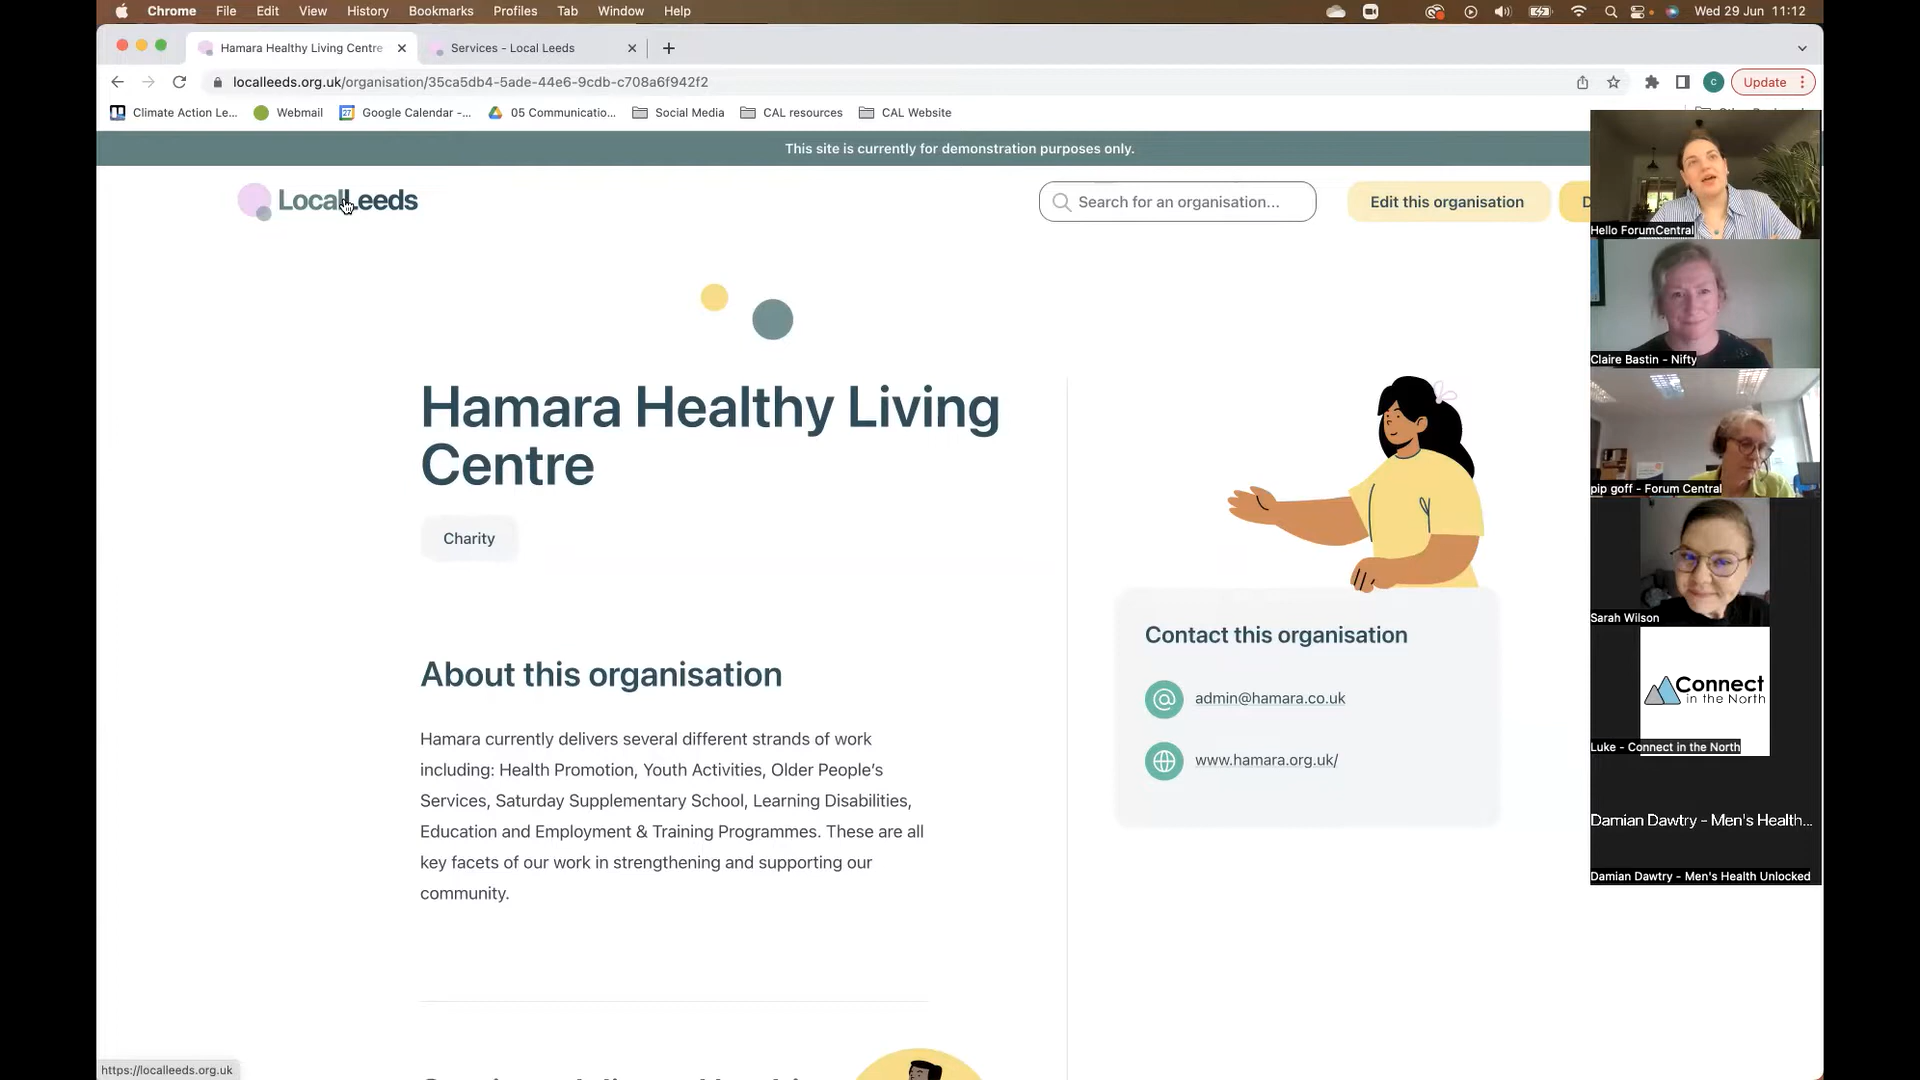 Chrome File Edit View History Bookmarks Profiles Tab Window Help Wed 29 Jun 11:12
Hamara Healthy Living Centre
Services - Local Leeds
localleeds.org.uk/organisation/35ca5db4-5ade-44e6-9cdb-c708a6f942f2
C
Update
Climate Action Le...
Webmail
27
Google Calendar -...
05 Communicatio...
Social Media
CAL resources
CAL Website
This site is currently for demonstration purposes only.
LocalLeeds
Search for an organisation...
Edit this organisation
Hamara Healthy Living
Centre
Charity
About this organisation
Hamara currently delivers several different strands of work
including: Health Promotion, Youth Activities, Older People's
Services, Saturday Supplementary School, Learning Disabilities,
Education and Employment & Training Programmes. These are all
key facets of our work in strengthening and supporting our
community.
Contact this organisation
@ admin@hamara.co.uk
www.hamara.org.uk/
Hello ForumCentral
Claire Bastin - Nifty
pip goff - Forum Central
Sarah Wilson
Connect
in the North
Luke - Connect in the North
Damian Dawtry - Men's Health...
Damian Dawtry - Men's Health Unlocked
https://localleeds.org.uk